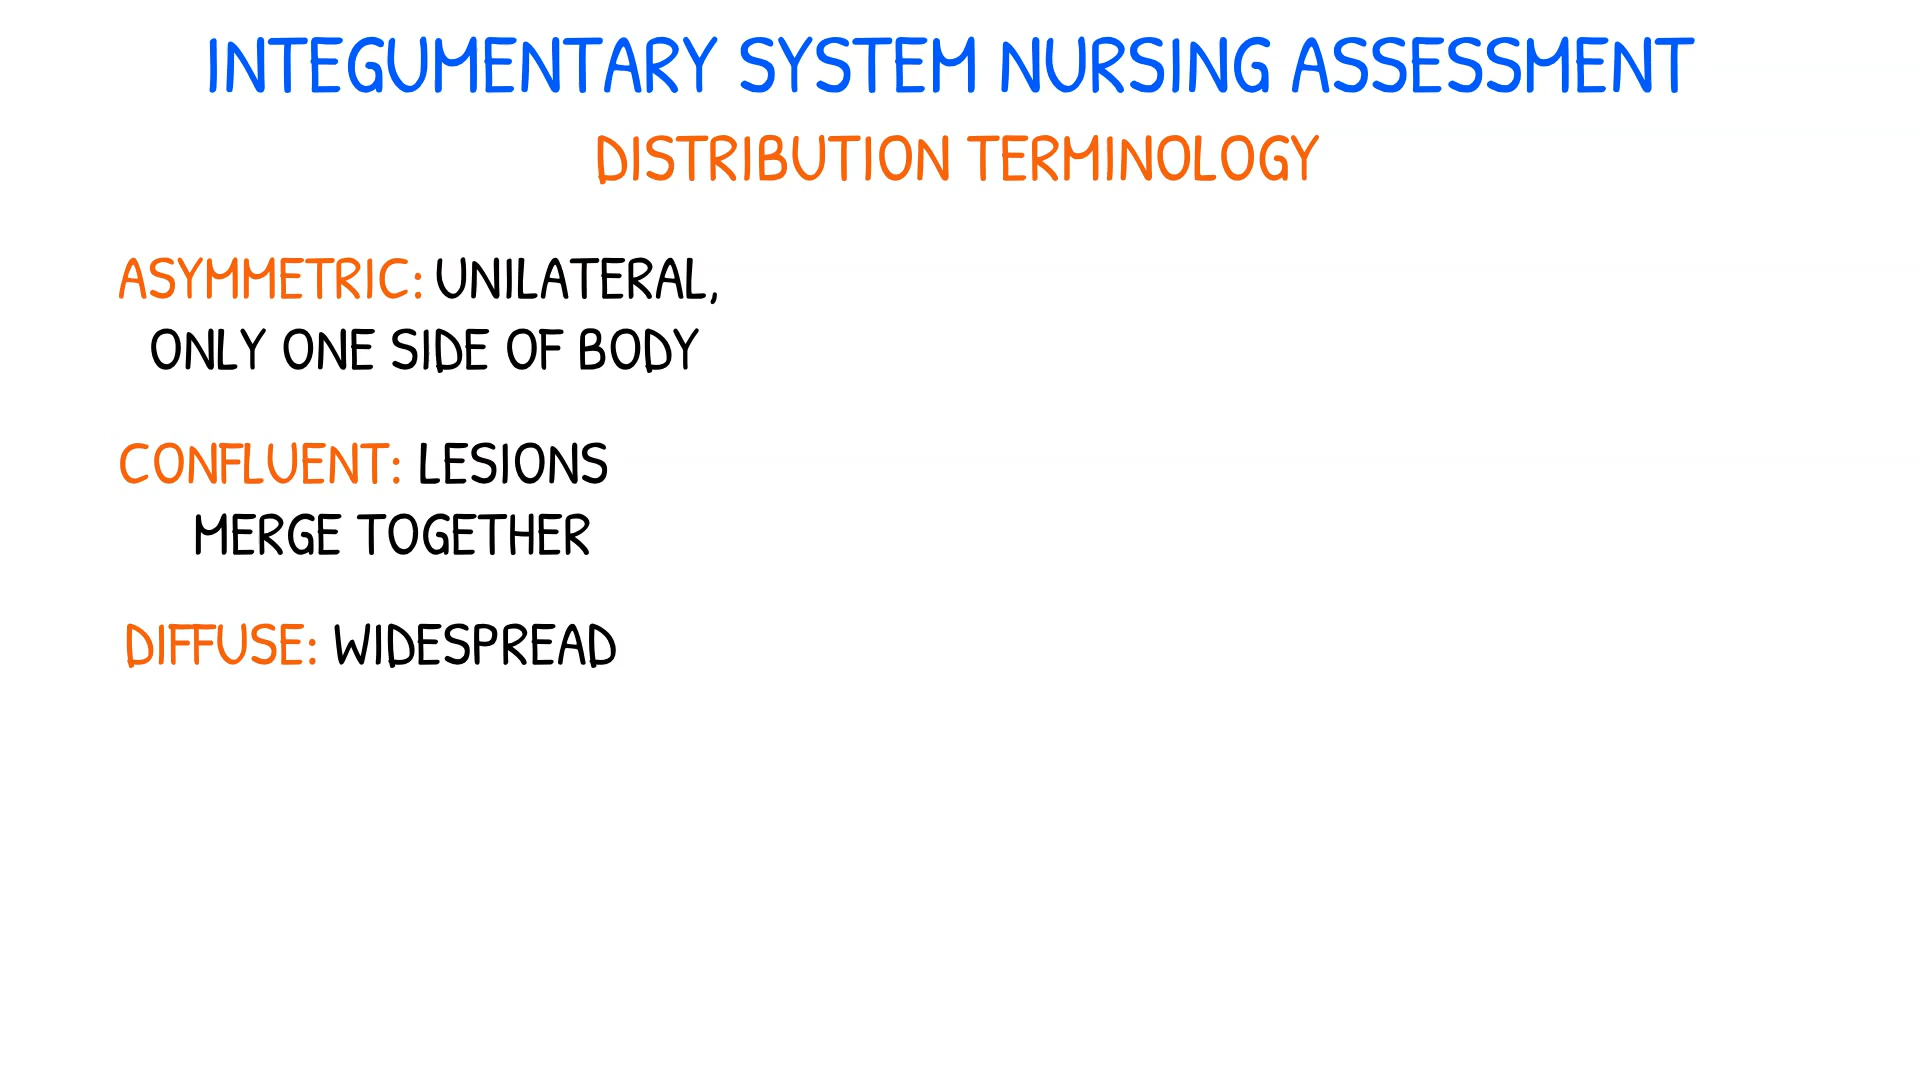 INTEGUMENTARY SYSTEM NURSING ASSESSMENT
DISTRIBUTION TERMINOLOGY
ASYMMETRIC: UNILATERAL,
ONLY ONE SIDE OF BODY
CONFLUENT: LESIONS
MERGE TOGETHER
DIFFUSE: WIDESPREAD